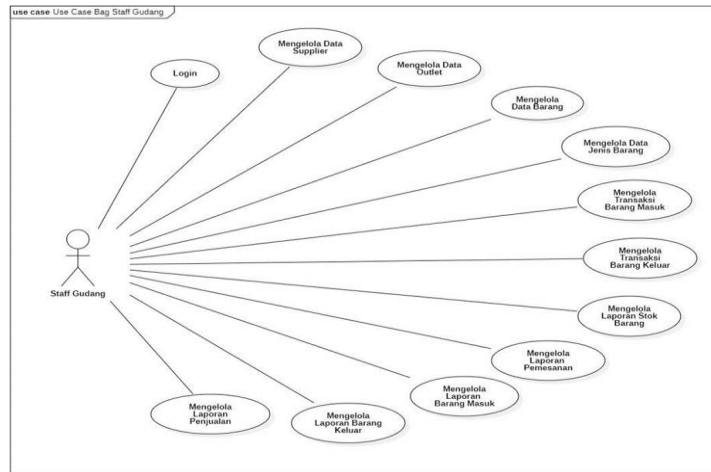 use case Use Case Bag Staff Gudang
Login
Mengelola Data
Supplier
Mengelola Data
Outlet
Mengelola
Data Barang
Mengelola Data
Jenis Barang
Mengelola
Transaksi
Barang Masuk
Mengelola
Transaksi
Barang Keluar
Mengelola
Laporan Stok
Barang
Mengelola
Laporan
Pemesanan
Mengelola
Laporan
Barang Masuk
Mengelola
Laporan Barang
Keluar
Mengelola
Laporan
Penjualan
Staff Gudang